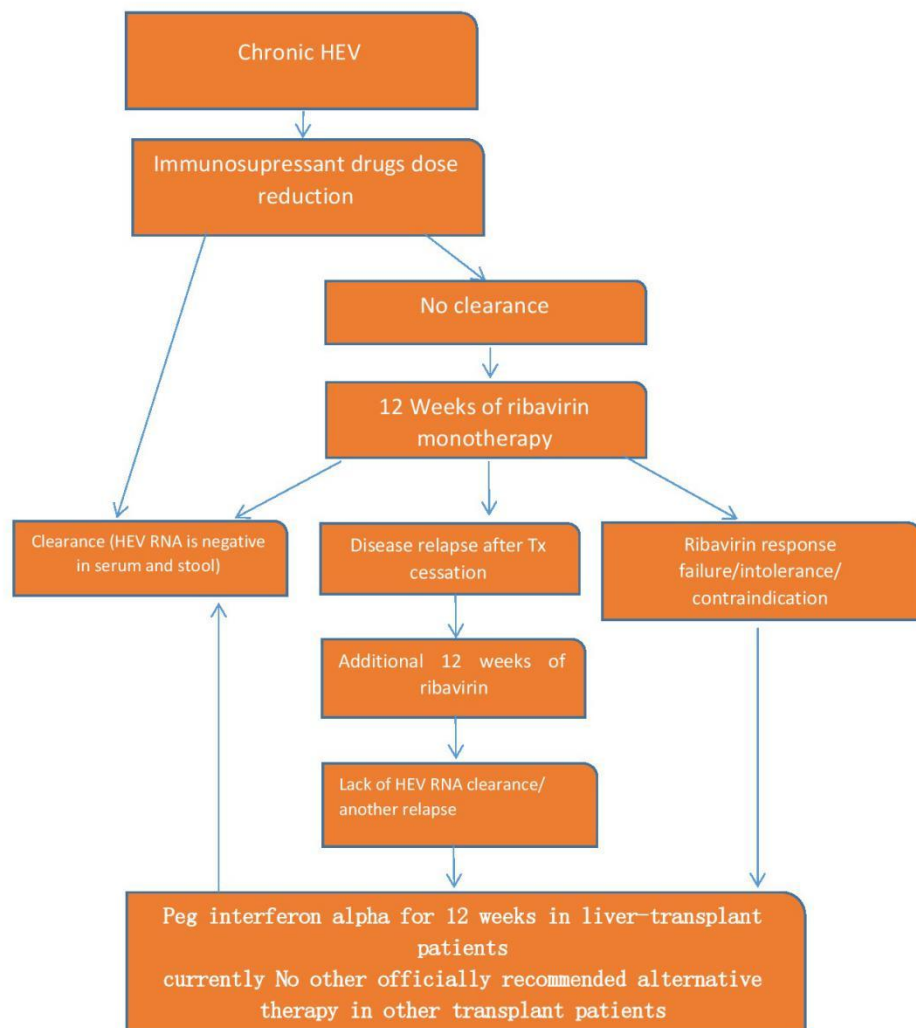 Chronic HEV
Immunosupressant drugs dose
reduction
No clearance
12 Weeks of ribavirin
monotherapy
Clearance (HEV RNA is negative
in serum and stool)
Disease relapse after Tx
cessation
Ribavirin response
failure/intolerance/
contraindication
Additional 12 weeks of
ribavirin
Lack of HEV RNA clearance/
another relapse
Peg interferon alpha for 12 weeks in liver-transplant
patients
currently No other officially recommended alternative
therapy in other transplant patients